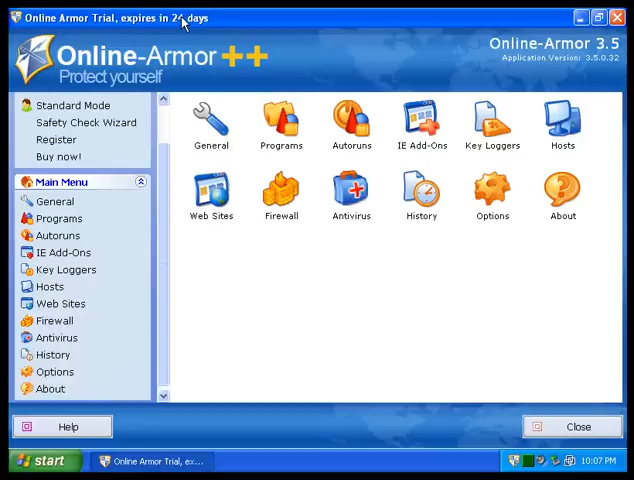 Online Armor Trial, expires in 24 days
Online-Armor ++
Protect yourself
Online-Armor 3.5
Application Version: 3.5.0.32
Standard Mode
Safety Check Wizard
Register
Buy now!
Main Menu
General
Programs
Autoruns
IE Add-Ons
Key Loggers
Hosts
Web Sites
Firewall
Antivirus
History
Options
About
General
Programs
Autoruns
IE Add-Ons
Key Loggers
Hosts
Web Sites
Firewall
Antivirus
History
Options
About
Help
Close
start
Online Armor Trial, ex...
10:07 PM